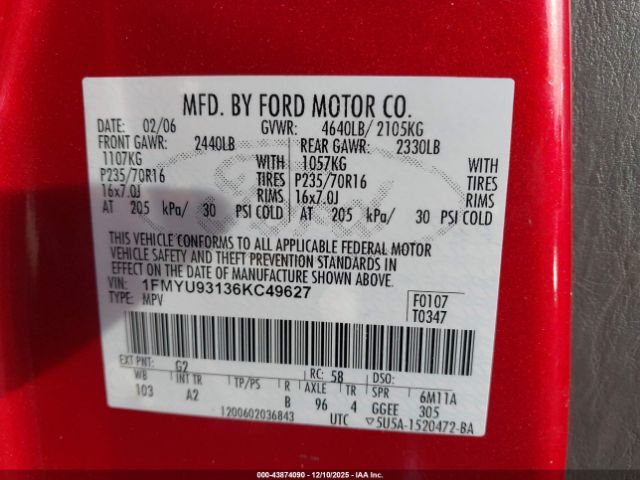 MFD. BY FORD MOTOR CO.
DATE: 02/06 GVWR: 4640LB/ 2105KG
FRONT GAWR: 2440LB REAR GAWR: 2330LB
1107KG WITH 1057KG WITH
P235/70R16 TIRES P235/70R16 TIRES
16x7.0J RIMS 16x7.0J RIMS
AT 205 kPa/ 30 PSI COLD AT 205 kPa/ 30 PSI COLD
THIS VEHICLE CONFORMS TO ALL APPLICABLE FEDERAL MOTOR
VEHICLE SAFETY AND THEFT PREVENTION STANDARDS IN
EFFECT ON THE DATE OF MANUFACTURE SHOWN ABOVE.
VIN: 1FMYU93136KC49627
TYPE: MPV
F0107
T0347
EXT PNT: G2 RC: 58 DSO:
WB INT TR TP/PS R AXLE TR SPR 6M11A
103 A2 B 96 4 GGEE 305
1200602036843 UTC ▽5U5A-1520472-BA
Ford
000-43874090 - 12/10/2025 - IAAI.com